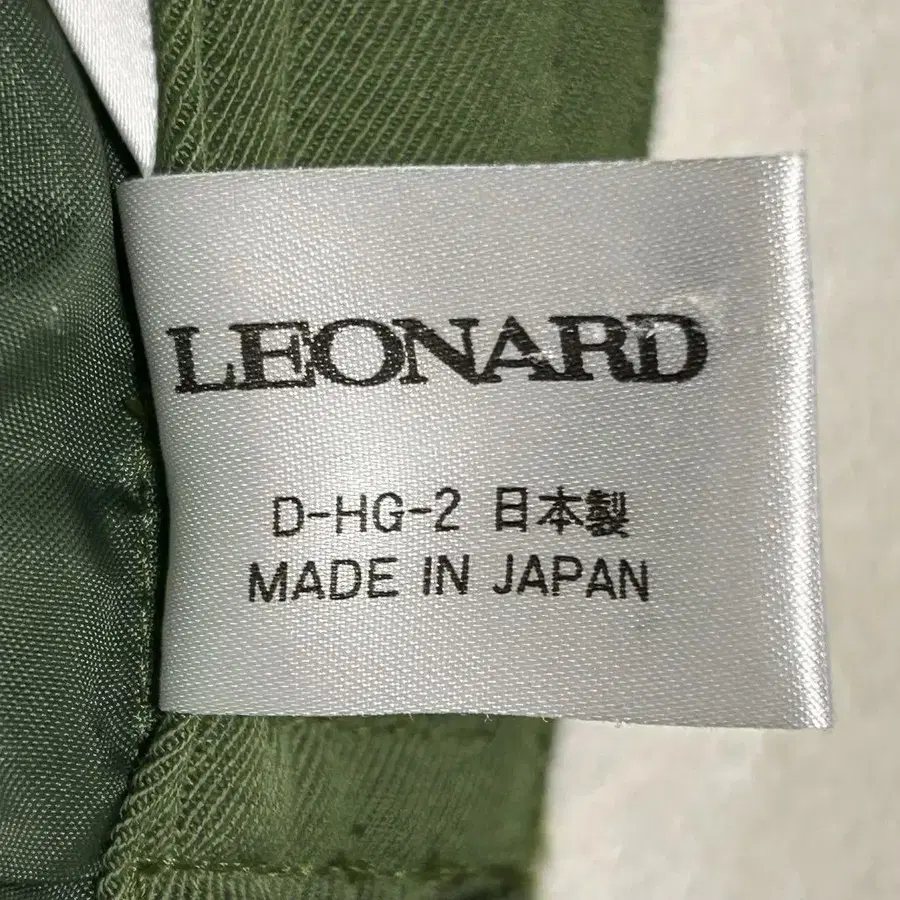 LEONARD
D-HG-2 日本製
MADE IN JAPAN